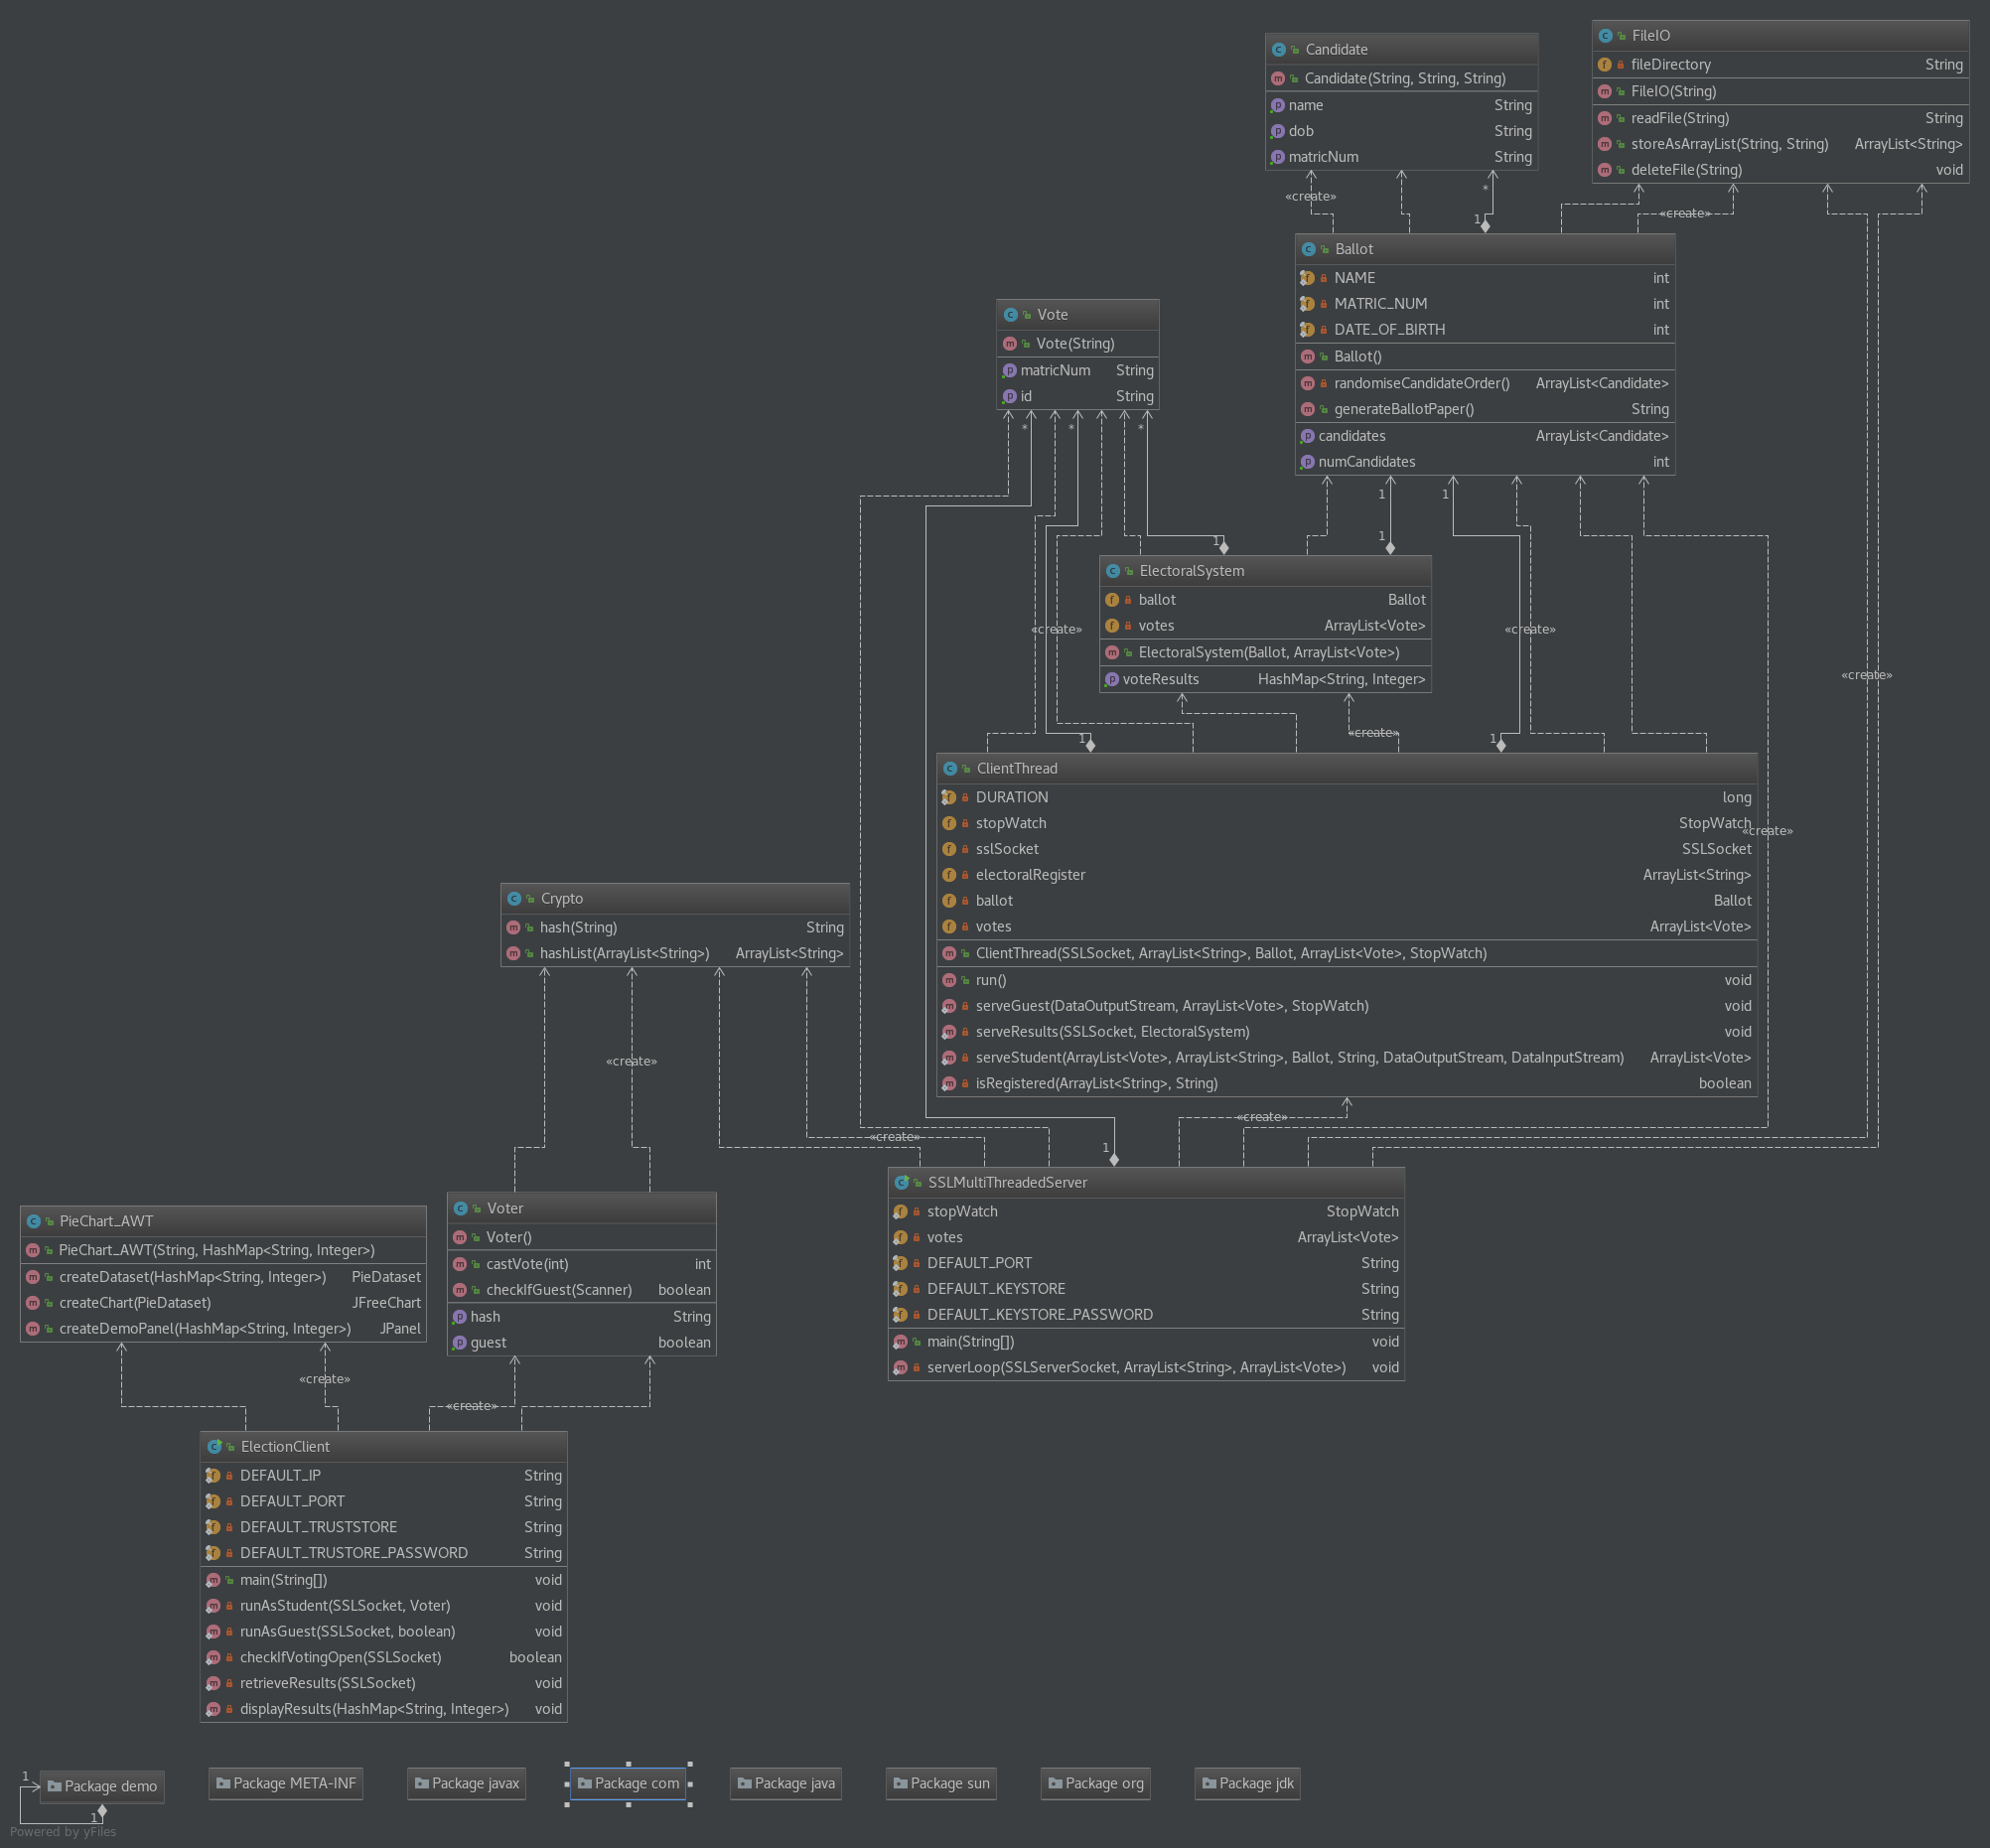 Candidate
Candidate(String, String, String)
name String
dob String
matricNum String
FileIO
fileDirectory String
FileIO(String)
readFile(String) String
storeAsArrayList(String, String) ArrayList<String>
deleteFile(String) void
«create»
*
1
«create»
Ballot
NAME int
MATRIC_NUM int
DATE_OF_BIRTH int
Ballot()
randomiseCandidateOrder() ArrayList<Candidate>
generateBallotPaper() String
candidates ArrayList<Candidate>
numCandidates int
Vote
Vote(String)
matricNum String
id String
* * *
1 1
1 1
ElectoralSystem
ballot Ballot
votes ArrayList<Vote>
ElectoralSystem(Ballot, ArrayList<Vote>)
voteResults HashMap<String, Integer>
«create»
«create»
«create»
1 «create» 1
ClientThread
DURATION long
stopWatch StopWatch
sslSocket SSLSocket
electoralRegister ArrayList<String>
ballot Ballot
votes ArrayList<Vote>
ClientThread(SSLSocket, ArrayList<String>, Ballot, ArrayList<Vote>, StopWatch)
run() void
serveGuest(DataOutputStream, ArrayList<Vote>, StopWatch) void
serveResults(SSLSocket, ElectoralSystem) void
serveStudent(ArrayList<Vote>, ArrayList<String>, Ballot, String, DataOutputStream, DataInputStream) ArrayList<Vote>
isRegistered(ArrayList<String>, String) boolean
«create»
Crypto
hash(String) String
hashList(ArrayList<String>) ArrayList<String>
«create»
«create»
«create»
1
SSLMultiThreadedServer
stopWatch StopWatch
votes ArrayList<Vote>
DEFAULT_PORT String
DEFAULT_KEYSTORE String
DEFAULT_KEYSTORE_PASSWORD String
main(String[]) void
serverLoop(SSLServerSocket, ArrayList<String>, ArrayList<Vote>) void
PieChart_AWT
PieChart_AWT(String, HashMap<String, Integer>)
createDataset(HashMap<String, Integer>) PieDataset
createChart(PieDataset) JFreeChart
createDemoPanel(HashMap<String, Integer>) JPanel
Voter
Voter()
castVote(int) int
checkIfGuest(Scanner) boolean
hash String
guest boolean
«create»
«create»
ElectionClient
DEFAULT_IP String
DEFAULT_PORT String
DEFAULT_TRUSTSTORE String
DEFAULT_TRUSTORE_PASSWORD String
main(String[]) void
runAsStudent(SSLSocket, Voter) void
runAsGuest(SSLSocket, boolean) void
checkIfVotingOpen(SSLSocket) boolean
retrieveResults(SSLSocket) void
displayResults(HashMap<String, Integer>) void
1
Package demo
Package META-INF
Package javax
Package com
Package java
Package sun
Package org
Package jdk
1
Powered by yFiles